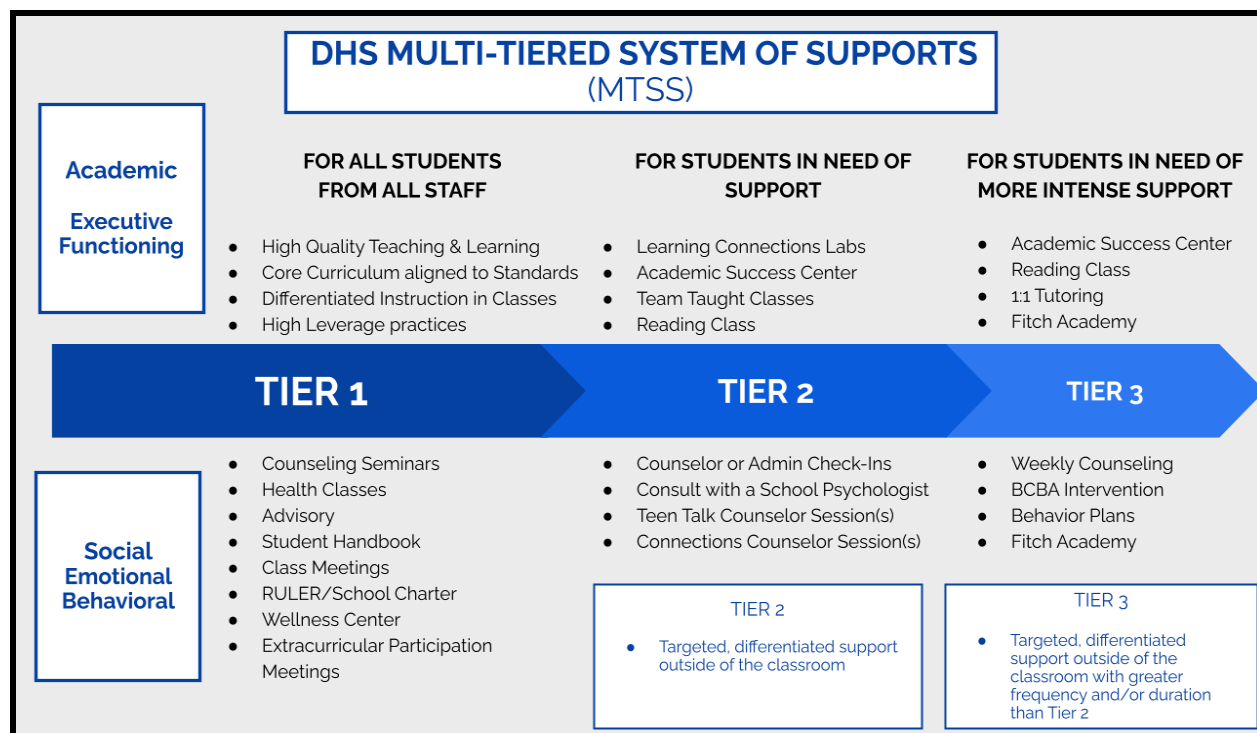 DHS MULTI-TIERED SYSTEM OF SUPPORTS
(MTSS)
Academic
Executive
Functioning
FOR ALL STUDENTS
FROM ALL STAFF
● High Quality Teaching & Learning
● Core Curriculum aligned to Standards
● Differentiated Instruction in Classes
● High Leverage practices
FOR STUDENTS IN NEED OF
SUPPORT
● Learning Connections Labs
● Academic Success Center
● Team Taught Classes
● Reading Class
FOR STUDENTS IN NEED OF
MORE INTENSE SUPPORT
● Academic Success Center
● Reading Class
● 1:1 Tutoring
● Fitch Academy
TIER 1
TIER 2
TIER 3
Social
Emotional
Behavioral
● Counseling Seminars
● Health Classes
● Advisory
● Student Handbook
● Class Meetings
● RULER/School Charter
● Wellness Center
● Extracurricular Participation
Meetings
● Counselor or Admin Check-Ins
● Consult with a School Psychologist
● Teen Talk Counselor Session(s)
● Connections Counselor Session(s)
TIER 2
● Targeted, differentiated support
outside of the classroom
● Weekly Counseling
● BCBA Intervention
● Behavior Plans
● Fitch Academy
TIER 3
● Targeted, differentiated
support outside of the
classroom with greater
frequency and/or duration
than Tier 2